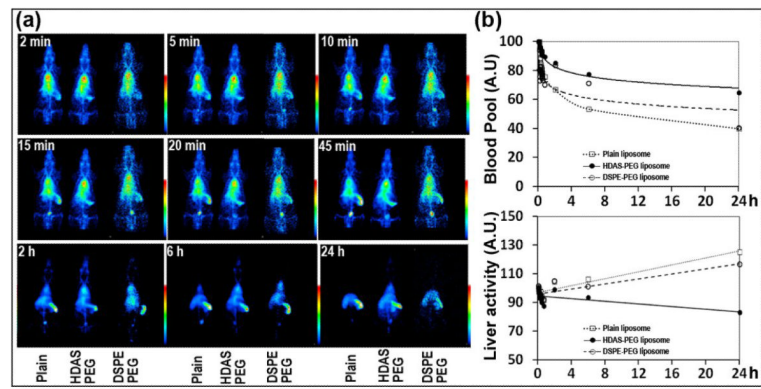 (a)
2 min
5 min
10 min
15 min
20 min
45 min
2 h
6 h
24 h
Plain
HDAS PEG
DSPE PEG
Plain
HDAS PEG
DSPE PEG
Plain
HDAS PEG
DSPE PEG
(b)
Blood Pool (A.U)
100
80
60
40
20
0
Plain liposome
HDAS-PEG liposome
DSPE-PEG liposome
0 4 8 12 16 20 24 h
Liver activity (A.U)
150
130
110
90
70
50
Plain liposome
HDAS-PEG liposome
DSPE-PEG liposome
0 4 8 12 16 20 24 h